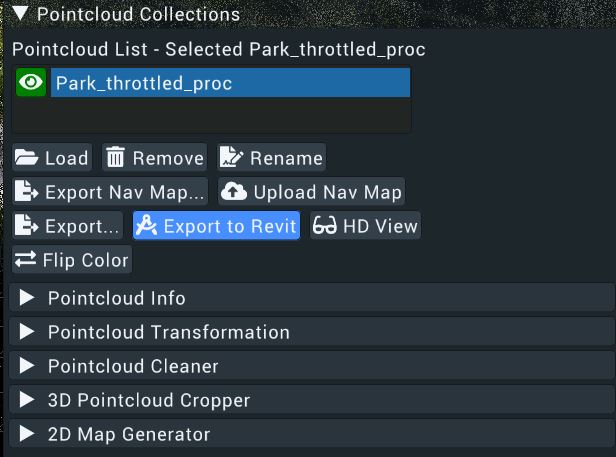 Pointcloud Collections
Pointcloud List - Selected Park_throttled_proc
Park_throttled_proc
Load Remove Rename
Export Nav Map... Upload Nav Map
Export... Export to Revit HD View
Flip Color
Pointcloud Info
Pointcloud Transformation
Pointcloud Cleaner
3D Pointcloud Cropper
2D Map Generator